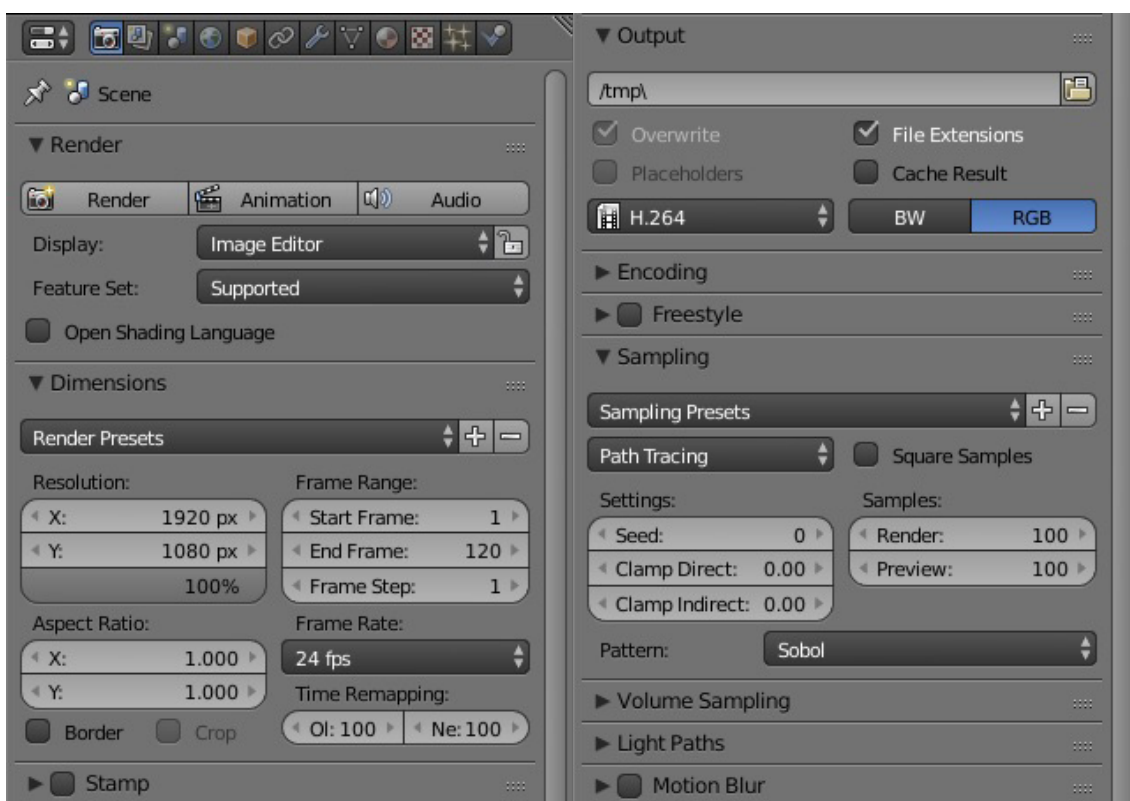 Scene
Render
Render Animation Audio
Display: Image Editor
Feature Set: Supported
Open Shading Language
Dimensions
Render Presets
Resolution: Frame Range:
X: 1920 px Start Frame: 1
Y: 1080 px End Frame: 120
100% Frame Step: 1
Aspect Ratio: Frame Rate:
X: 1.000 24 fps
Y: 1.000 Time Remapping:
Border Crop Ol: 100 Ne: 100
Stamp
Output
/tmp\
Overwrite File Extensions
Placeholders Cache Result
H.264 BW RGB
Encoding
Freestyle
Sampling
Sampling Presets
Path Tracing Square Samples
Settings: Samples:
Seed: 0 Render: 100
Clamp Direct: 0.00 Preview: 100
Clamp Indirect: 0.00
Pattern: Sobol
Volume Sampling
Light Paths
Motion Blur